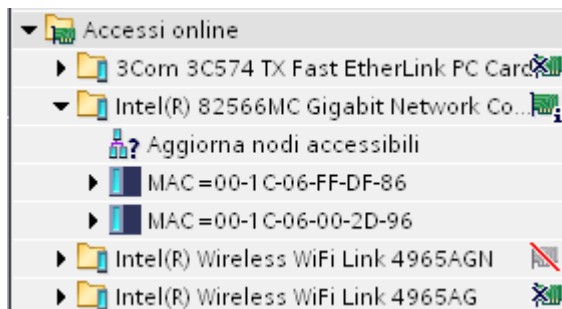 Accessi online
3Com 3C574 TX Fast EtherLink PC Card
Intel(R) 82566MC Gigabit Network Co...
Aggiorna nodi accessibili
MAC=00-1C-06-FF-DF-86
MAC=00-1C-06-00-2D-96
Intel(R) Wireless WiFi Link 4965AGN
Intel(R) Wireless WiFi Link 4965AG